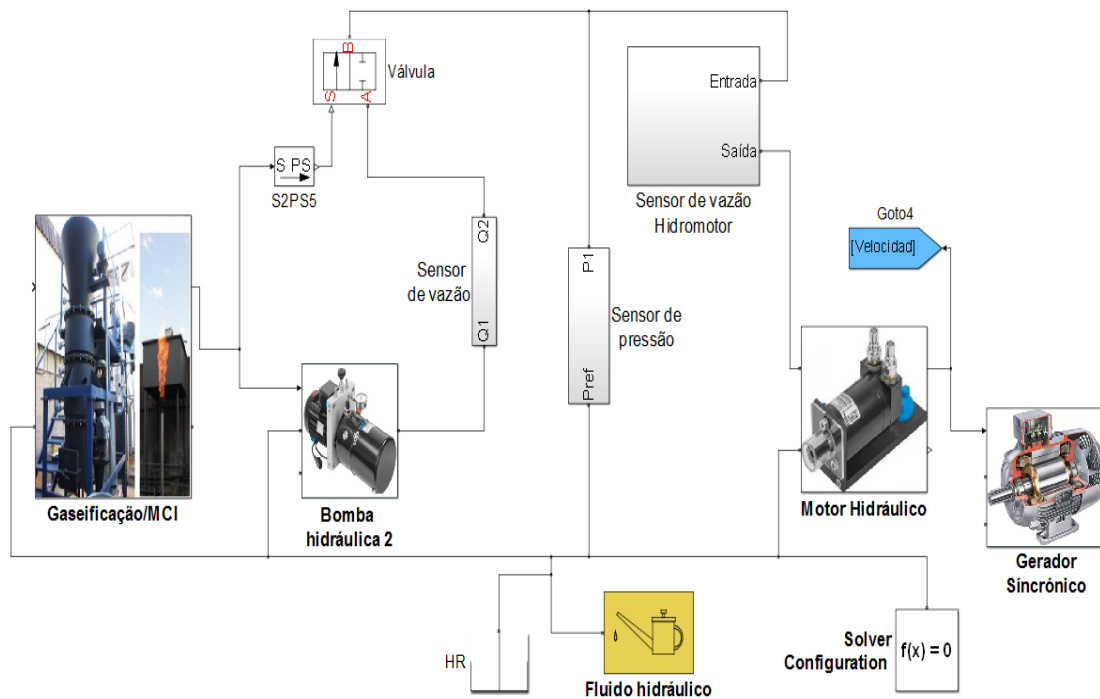 B
Válvula
S
A
S PS
S2PS5
Entrada
Saída
Sensor de vazão
Hidromotor
Goto4
[Velocidad]
Q2
Q1
Sensor
de vazão
P1
Pref
Sensor de
pressão
Gaseificação/MCI
Bomba
hidráulica 2
Motor Hidráulico
Gerador
Síncrónico
HR
Fluido hidráulico
Solver
Configuration
f(x) = 0